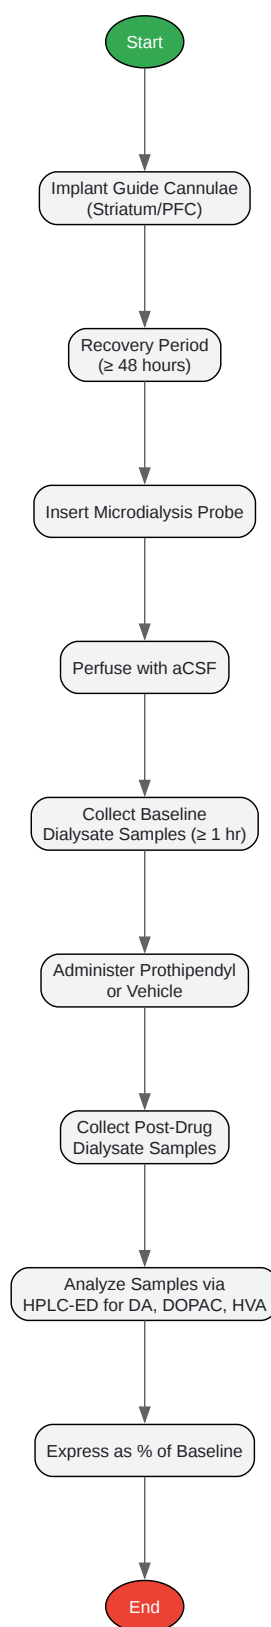 Start
Implant Guide Cannulae
(Striatum/PFC)
Recovery Period
(≥ 48 hours)
Insert Microdialysis Probe
Perfuse with aCSF
Collect Baseline
Dialysate Samples (≥ 1 hr)
Administer Prothipendyl
or Vehicle
Collect Post-Drug
Dialysate Samples
Analyze Samples via
HPLC-ED for DA, DOPAC, HVA
Express as % of Baseline
End